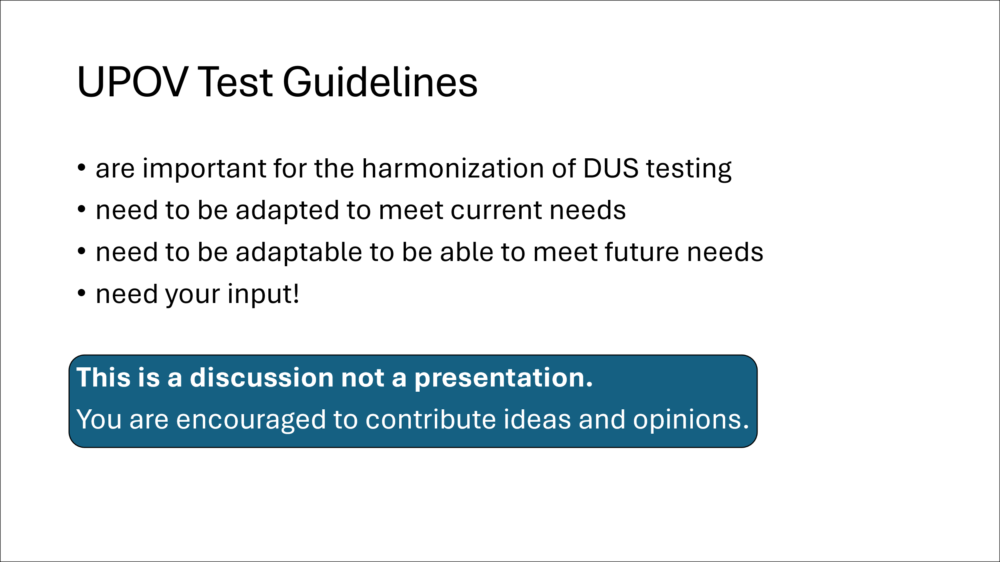 UPOV Test Guidelines
• are important for the harmonization of DUS testing
• need to be adapted to meet current needs
• need to be adaptable to be able to meet future needs
• need your input!
This is a discussion not a presentation.
You are encouraged to contribute ideas and opinions.